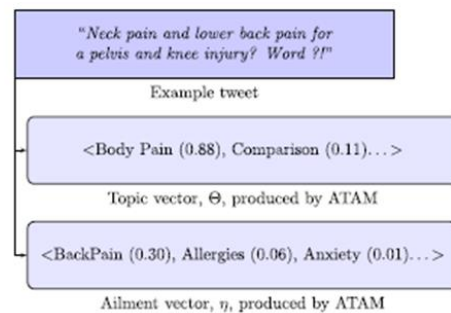 “Neck pain and lower back pain for
a pelvis and knee injury? Word ?!”
Example tweet
<Body Pain (0.88), Comparison (0.11)...>
Topic vector, Θ, produced by ATAM
<BackPain (0.30), Allergies (0.06), Anxiety (0.01)...>
Ailment vector, η, produced by ATAM